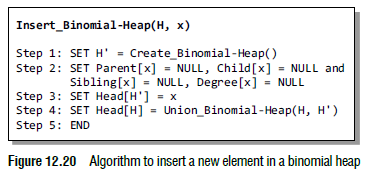 Insert_Binomial-Heap(H, x)
Step 1: SET H' = Create_Binomial-Heap()
Step 2: SET Parent[x] = NULL, Child[x] = NULL and
Sibling[x] = NULL, Degree[x] = NULL
Step 3: SET Head[H'] = x
Step 4: SET Head[H] = Union_Binomial-Heap(H, H')
Step 5: END
Figure 12.20 Algorithm to insert a new element in a binomial heap